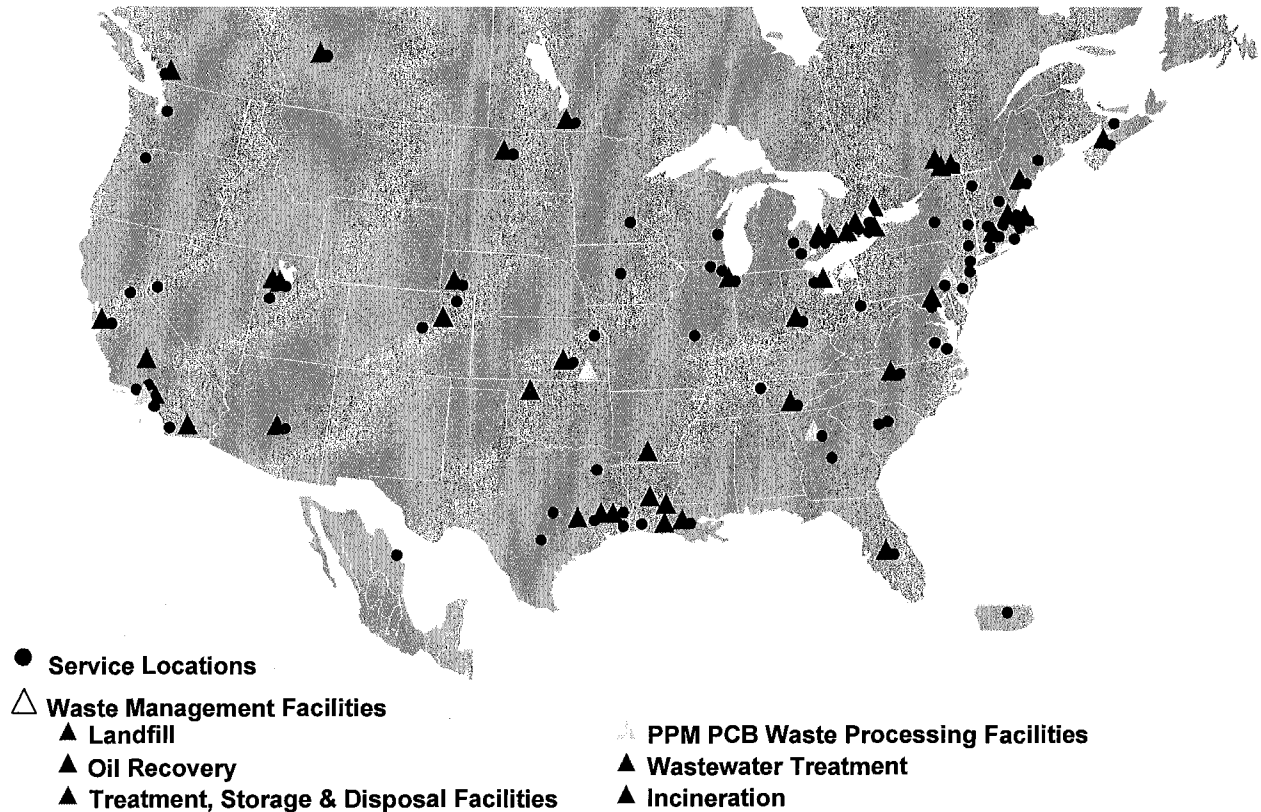 Service Locations
Waste Management Facilities
Landfill
Oil Recovery
Treatment, Storage & Disposal Facilities
PPM PCB Waste Processing Facilities
Wastewater Treatment
Incineration